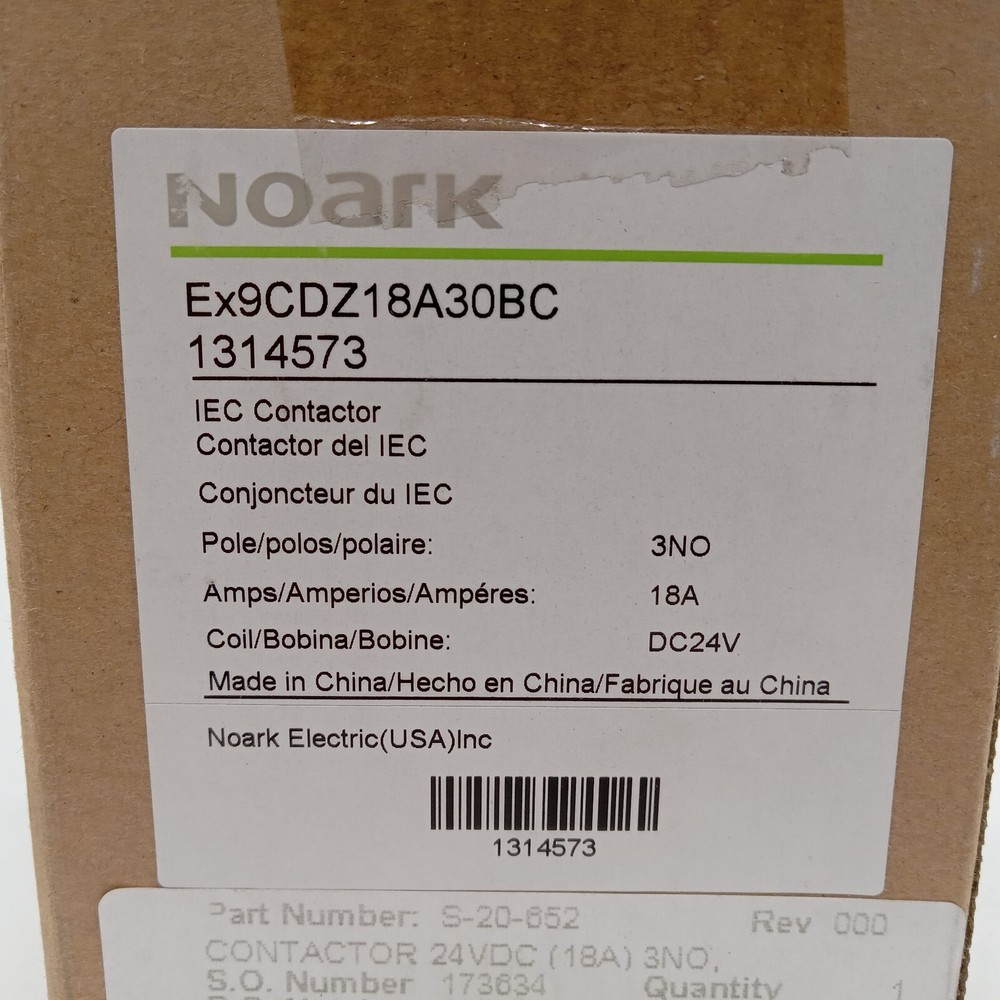 Noark
Ex9CDZ18A30BC
1314573
IEC Contactor
Contactor del IEC
Conjoncteur du IEC
Pole/polos/polaire: 3NO
Amps/Amperios/Ampéres: 18A
Coil/Bobina/Bobine: DC24V
Made in China/Hecho en China/Fabrique au China
Noark Electric(USA)Inc
1314573
Part Number: S-20-652 Rev 000
CONTACTOR 24VDC (18A) 3NO,
S.O. Number 173634 Quantity 1